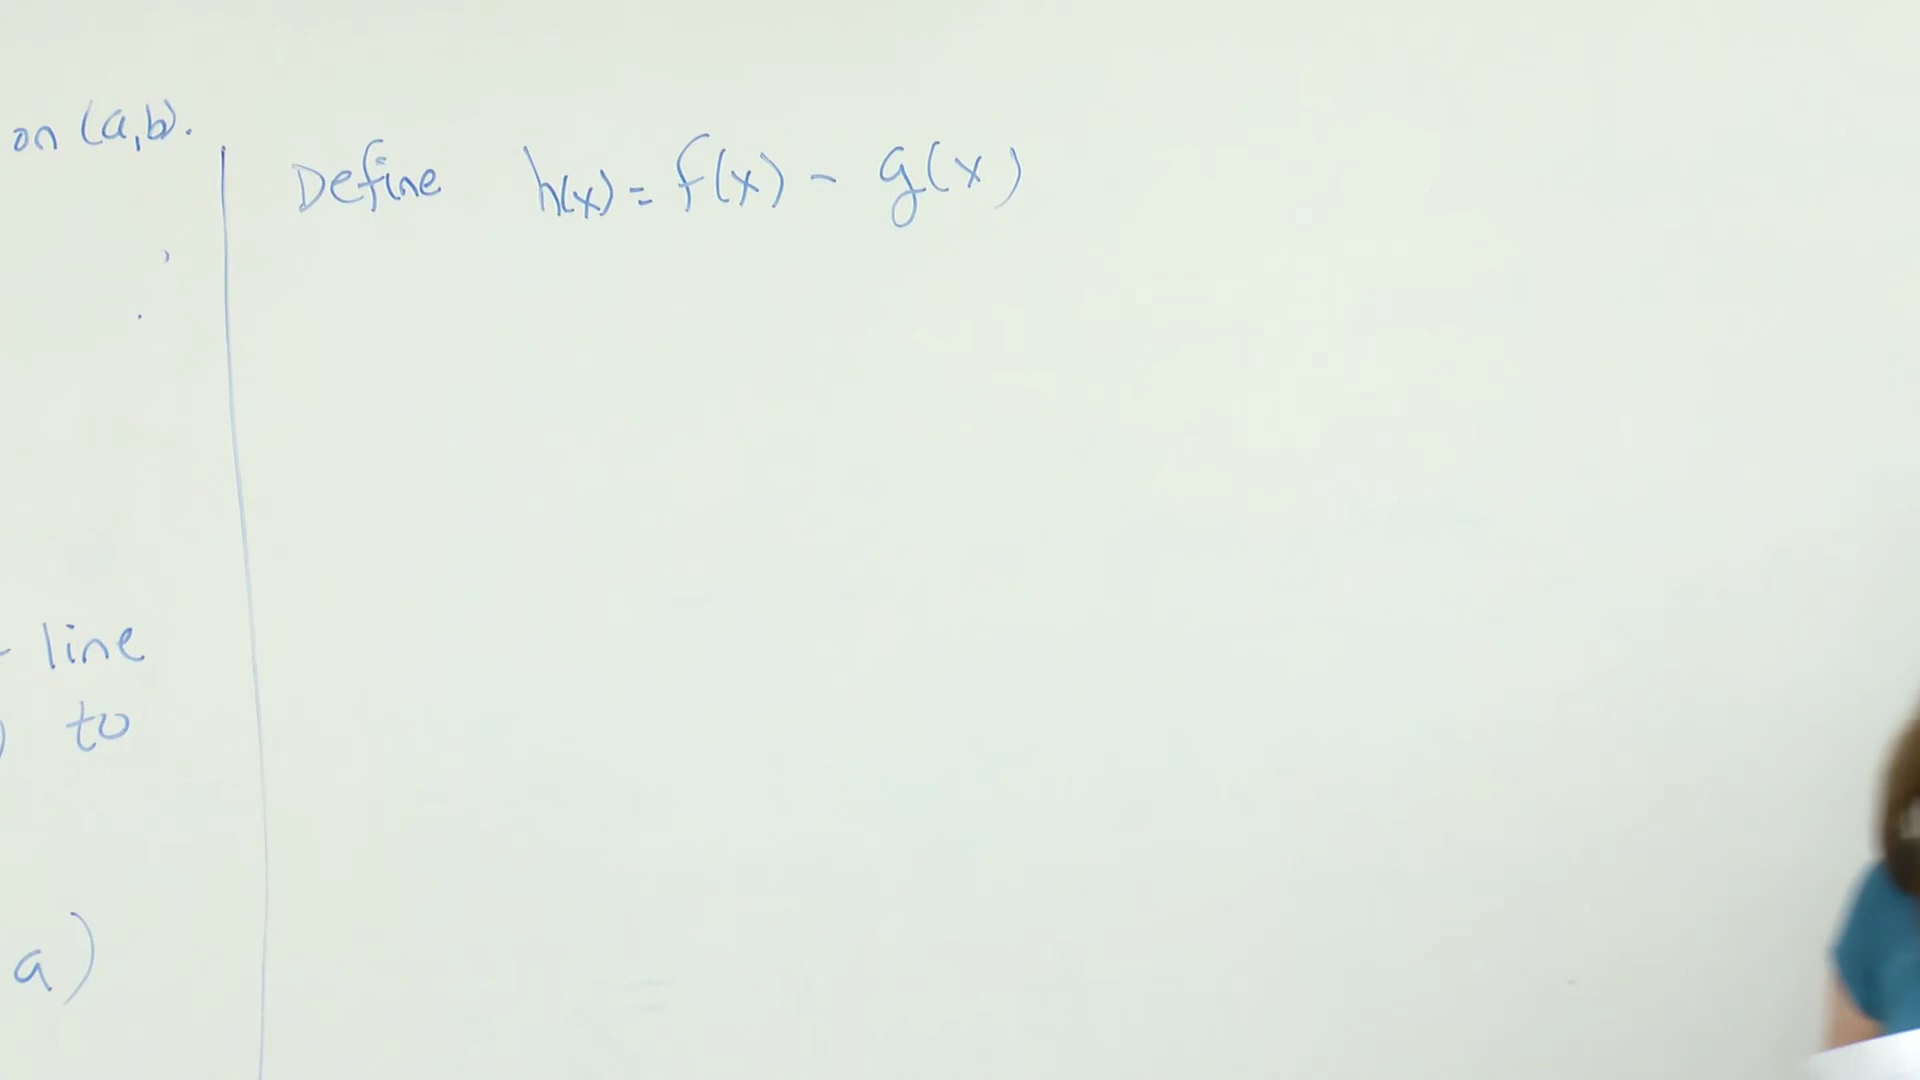 on (a,b).
line
to
a)
Define h(x) = f(x) - g(x)